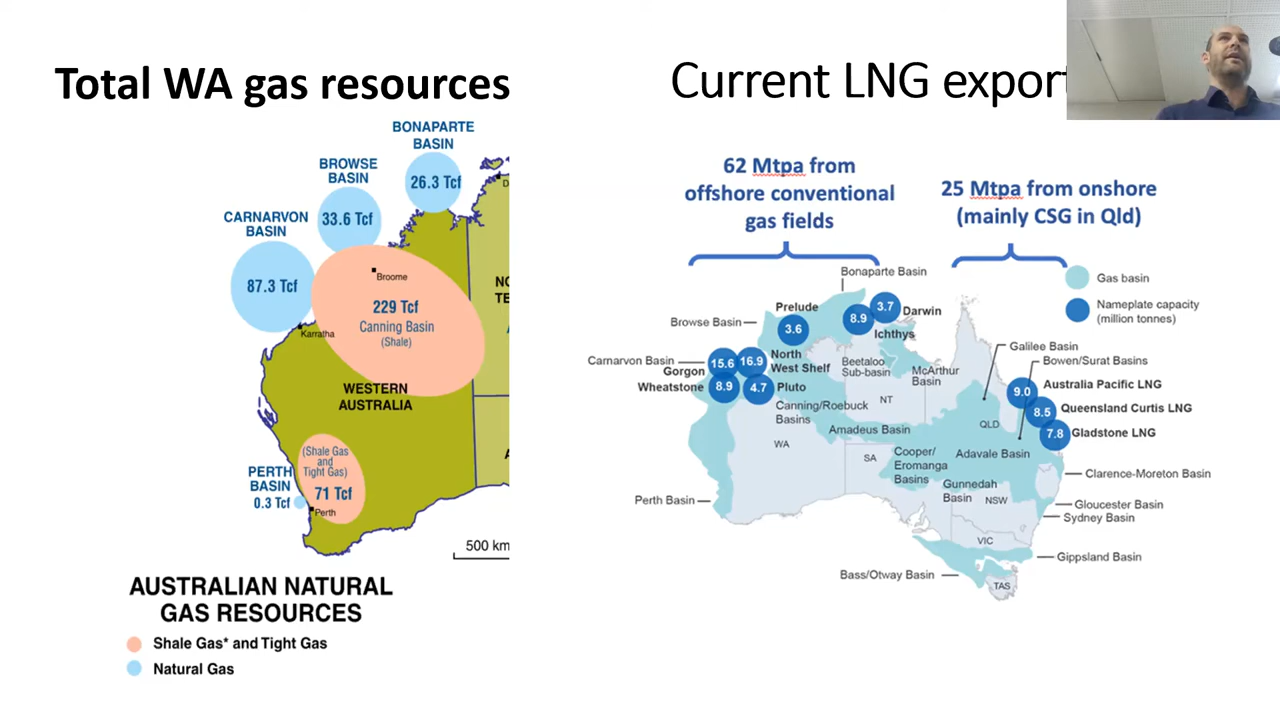 Total WA gas resources
BONAPARTE
BASIN
26.3 Tcf
BROWSE
BASIN
33.6 Tcf
CARNARVON
BASIN
87.3 Tcf
Broome
229 Tcf
Canning Basin
(Shale)
Karratha
WESTERN
AUSTRALIA
(Shale Gas
and
Tight Gas)
71 Tcf
PERTH
BASIN
0.3 Tcf
Perth
500 km
AUSTRALIAN NATURAL
GAS RESOURCES
Shale Gas* and Tight Gas
Natural Gas
Current LNG export
62 Mtpa from
offshore conventional
gas fields
25 Mtpa from onshore
(mainly CSG in Qld)
Gas basin
Nameplate capacity
(million tonnes)
Bonaparte Basin
Prelude
3.6
Browse Basin
8.9
Ichthys
3.7
Darwin
Carnarvon Basin
Gorgon
15.6
16.9
North
West Shelf
Wheatstone
8.9
4.7
Pluto
Beetaloo
Sub-basin
McArthur
Basin
Galilee Basin
Bowen/Surat Basins
9.0
Australia Pacific LNG
8.5
Queensland Curtis LNG
7.8
Gladstone LNG
Canning/Roebuck
Basins
NT
WA
Amadeus Basin
QLD
SA
Cooper/
Eromanga
Basins
Adavale Basin
Gunnedah
Basin
NSW
Clarence-Moreton Basin
Gloucester Basin
Sydney Basin
Perth Basin
VIC
Gippsland Basin
Bass/Otway Basin
TAS